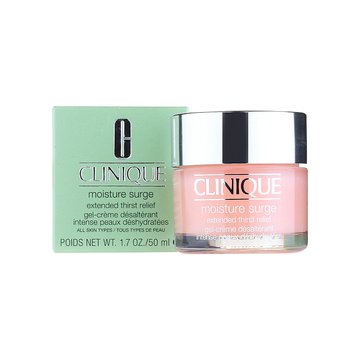 CLINIQUE
moisture surge
extended thirst relief
gel-crème désaltérant
intense peaux déshydratées
ALL SKIN TYPES / TOUS TYPES DE PEAU
POIDS NET WT. 1.7 OZ./50 ml ℮
CLINIQUE
moisture surge
extended thirst relief
gel-crème désaltérant